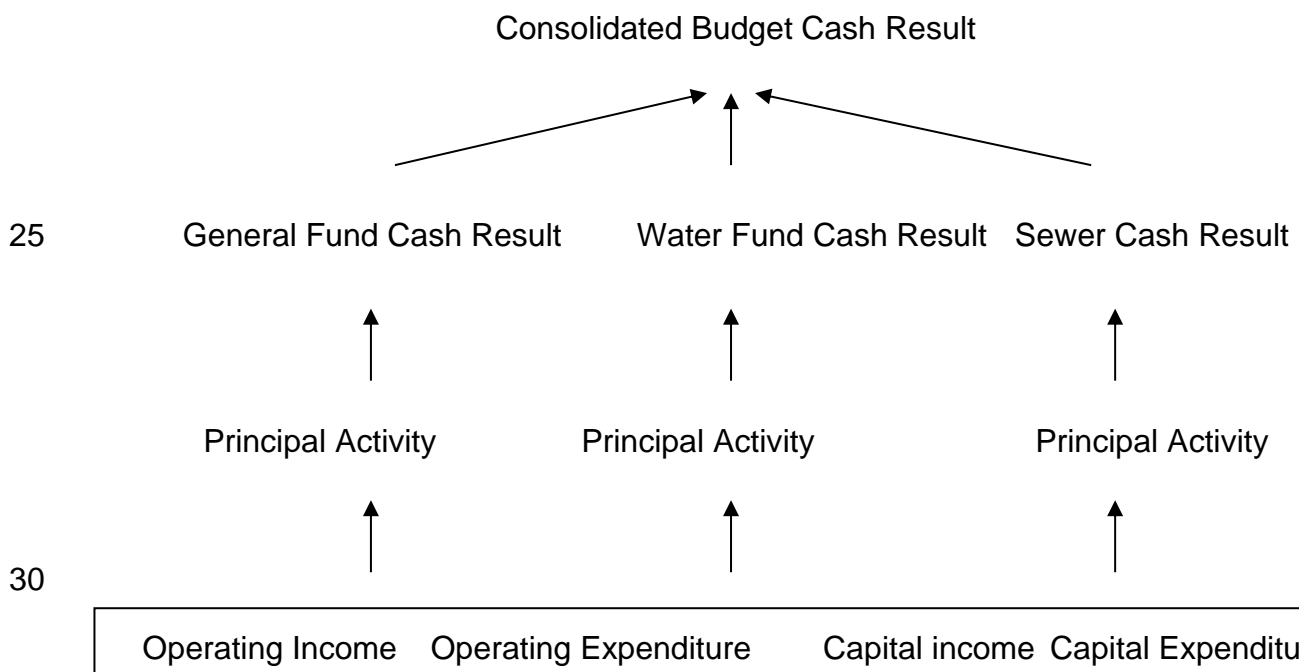 Consolidated Budget Cash Result
25 General Fund Cash Result Water Fund Cash Result Sewer Cash Result
Principal Activity Principal Activity Principal Activity
30
Operating Income Operating Expenditure Capital income Capital Expenditu